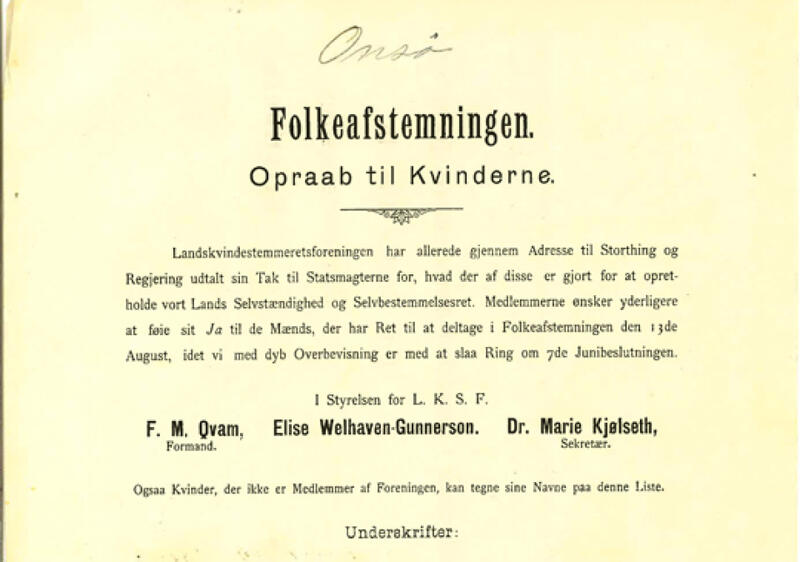 Onsö
Folkeafstemningen.
Opraab til Kvinderne.
Landskvindestemmeretsforeningen har allerede gjennem Adresse til Storthing og
Regjering udtalt sin Tak til Statsmagterne for, hvad der af disse er gjort for at opret-
holde vort Lands Selvstændighed og Selvbestemmelsesret. Medlemmerne ønsker yderligere
at føie sit Ja til de Mænds, der har Ret til at deltage i Folkeafstemningen den 13de
August, idet vi med dyb Overbevisning er med at slaa Ring om 7de Junibeslutningen.
I Styrelsen for L. K. S. F.
F. M. Qvam, Elise Welhaven-Gunnerson. Dr. Marie Kjølseth,
Formand. Sekretær.
Ogsaa Kvinder, der ikke er Medlemmer af Foreningen, kan tegne sine Navne paa denne Liste.
Underskrifter: